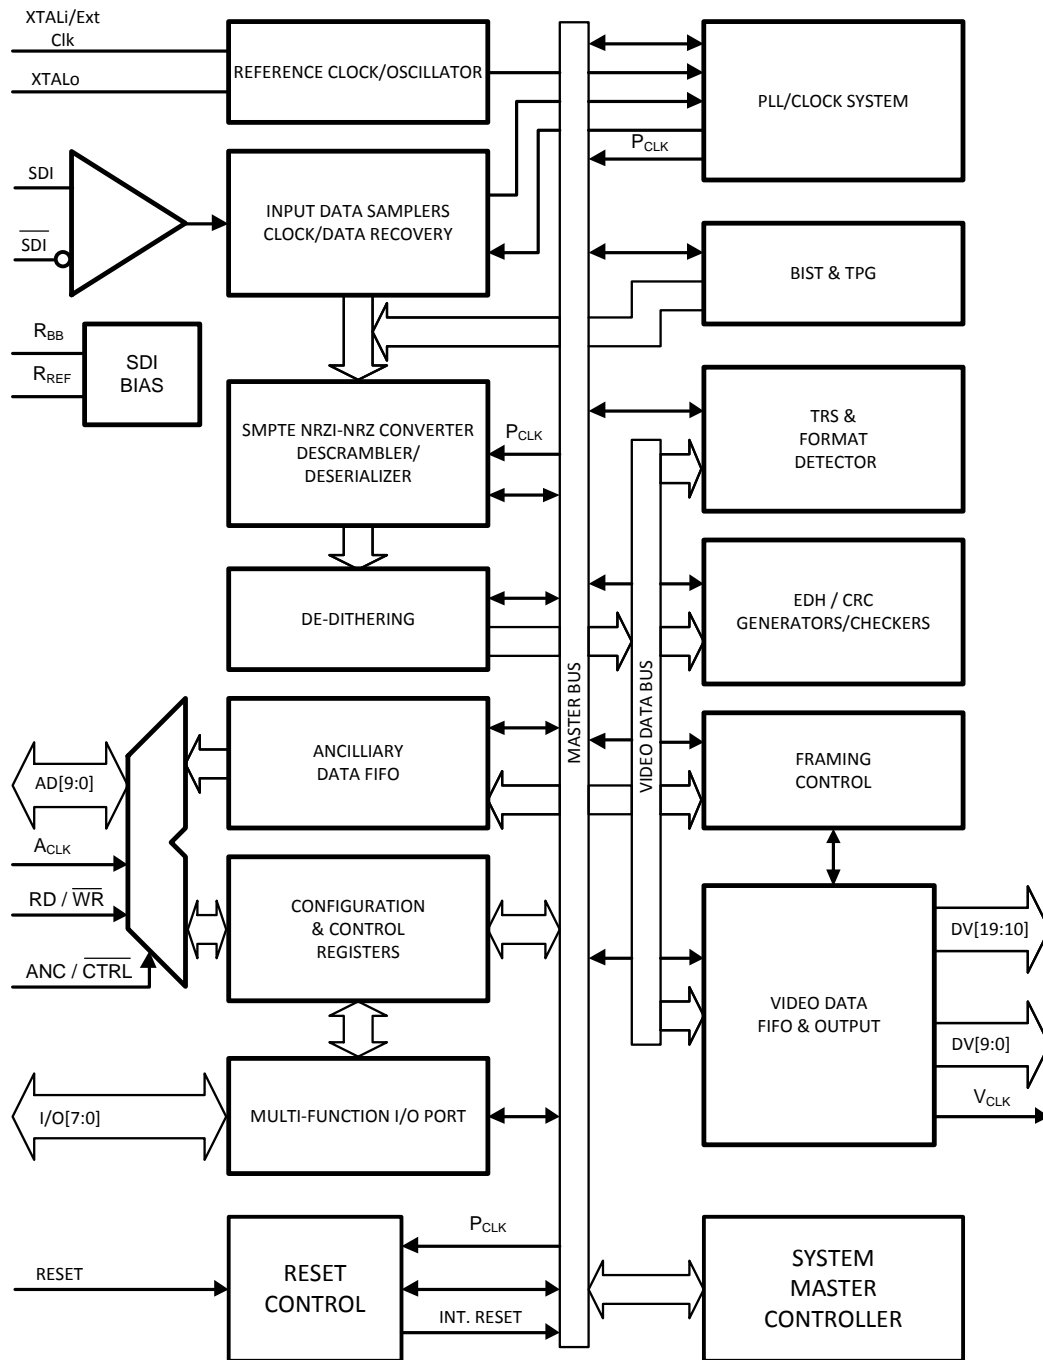 XTALi/Ext
Clk
XTALo
REFERENCE CLOCK/OSCILLATOR
PLL/CLOCK SYSTEM
PCLK
SDI
SDI
INPUT DATA SAMPLERS
CLOCK/DATA RECOVERY
BIST & TPG
RBB
RREF
SDI
BIAS
SMPTE NRZI-NRZ CONVERTER
DESCRAMBLER/
DESERIALIZER
PCLK
TRS &
FORMAT
DETECTOR
DE-DITHERING
EDH / CRC
GENERATORS/CHECKERS
MASTER BUS
VIDEO DATA BUS
AD[9:0]
ANCILLIARY
DATA FIFO
FRAMING
CONTROL
ACLK
RD / WR
ANC / CTRL
CONFIGURATION
& CONTROL
REGISTERS
VIDEO DATA
FIFO & OUTPUT
DV[19:10]
DV[9:0]
VCLK
I/O[7:0]
MULTI-FUNCTION I/O PORT
RESET
RESET
CONTROL
PCLK
INT. RESET
SYSTEM
MASTER
CONTROLLER